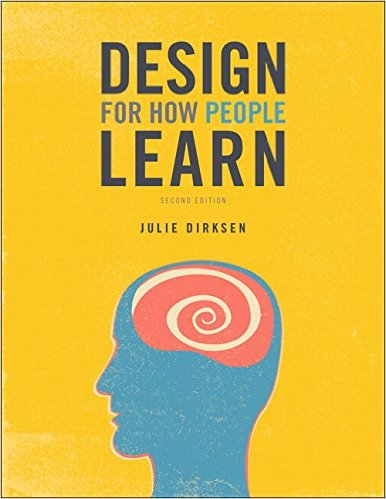 DESIGN
FOR HOW PEOPLE
LEARN
SECOND EDITION
JULIE DIRKSEN